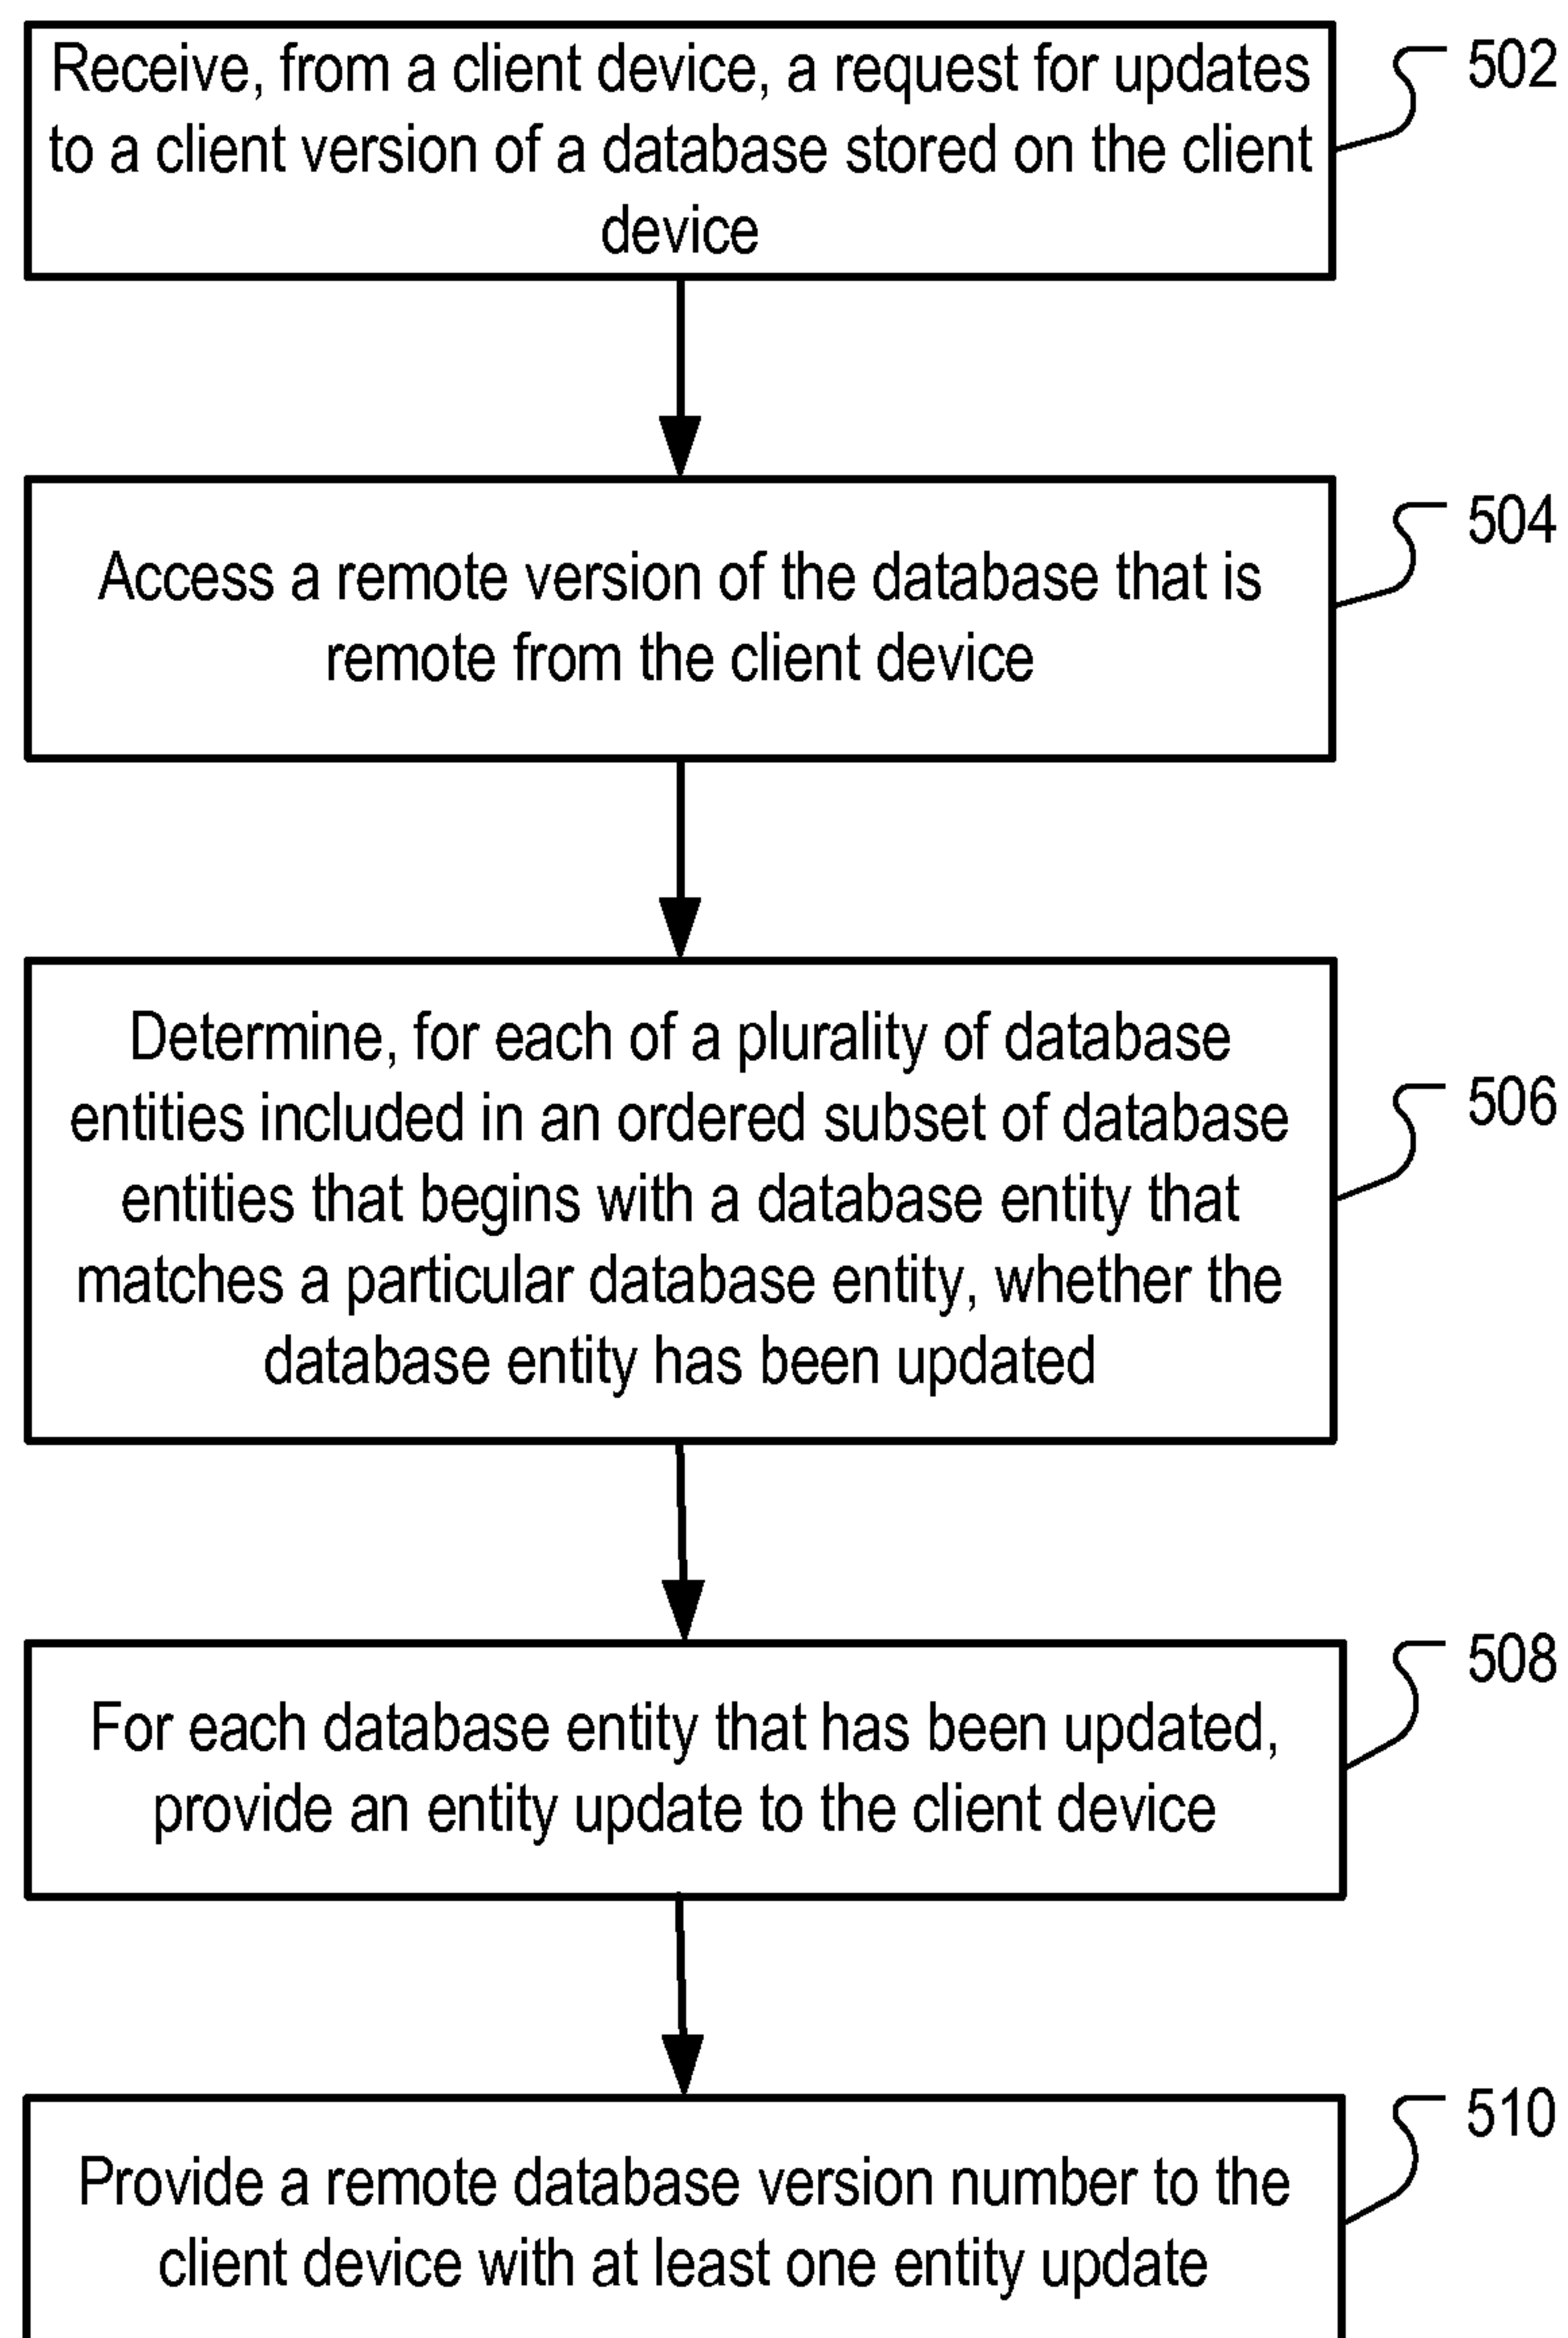 Receive, from a client device, a request for updates
to a client version of a database stored on the client
device
502
Access a remote version of the database that is
remote from the client device
504
Determine, for each of a plurality of database
entities included in an ordered subset of database
entities that begins with a database entity that
matches a particular database entity, whether the
database entity has been updated
506
For each database entity that has been updated,
provide an entity update to the client device
508
Provide a remote database version number to the
client device with at least one entity update
510